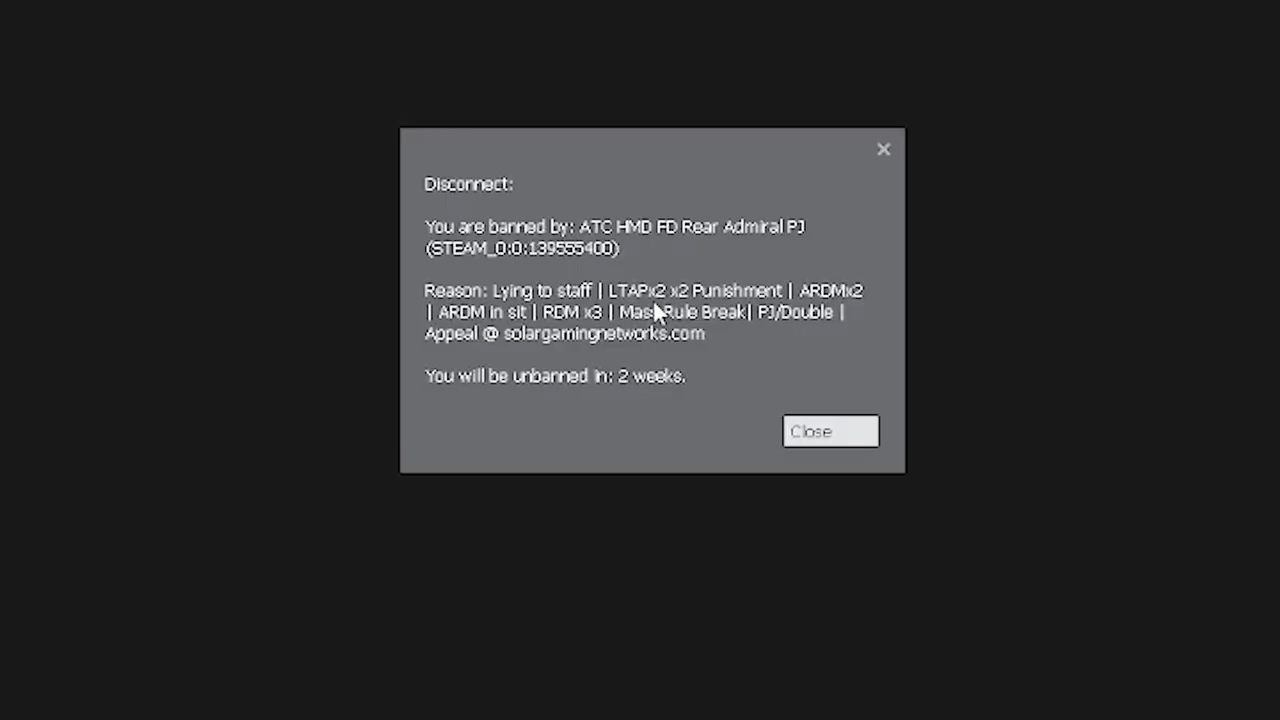 Disconnect:
You are banned by: ATC HMD FD Rear Admiral PJ
(STEAM_0:0:139555400)
Reason: Lying to staff | LTAPx2 x2 Punishment | ARDMx2
| ARDM in sit | RDM x3 | Mass Rule Break| PJ/Double |
Appeal @ solargamingnetworks.com
You will be unbanned in: 2 weeks.
Close